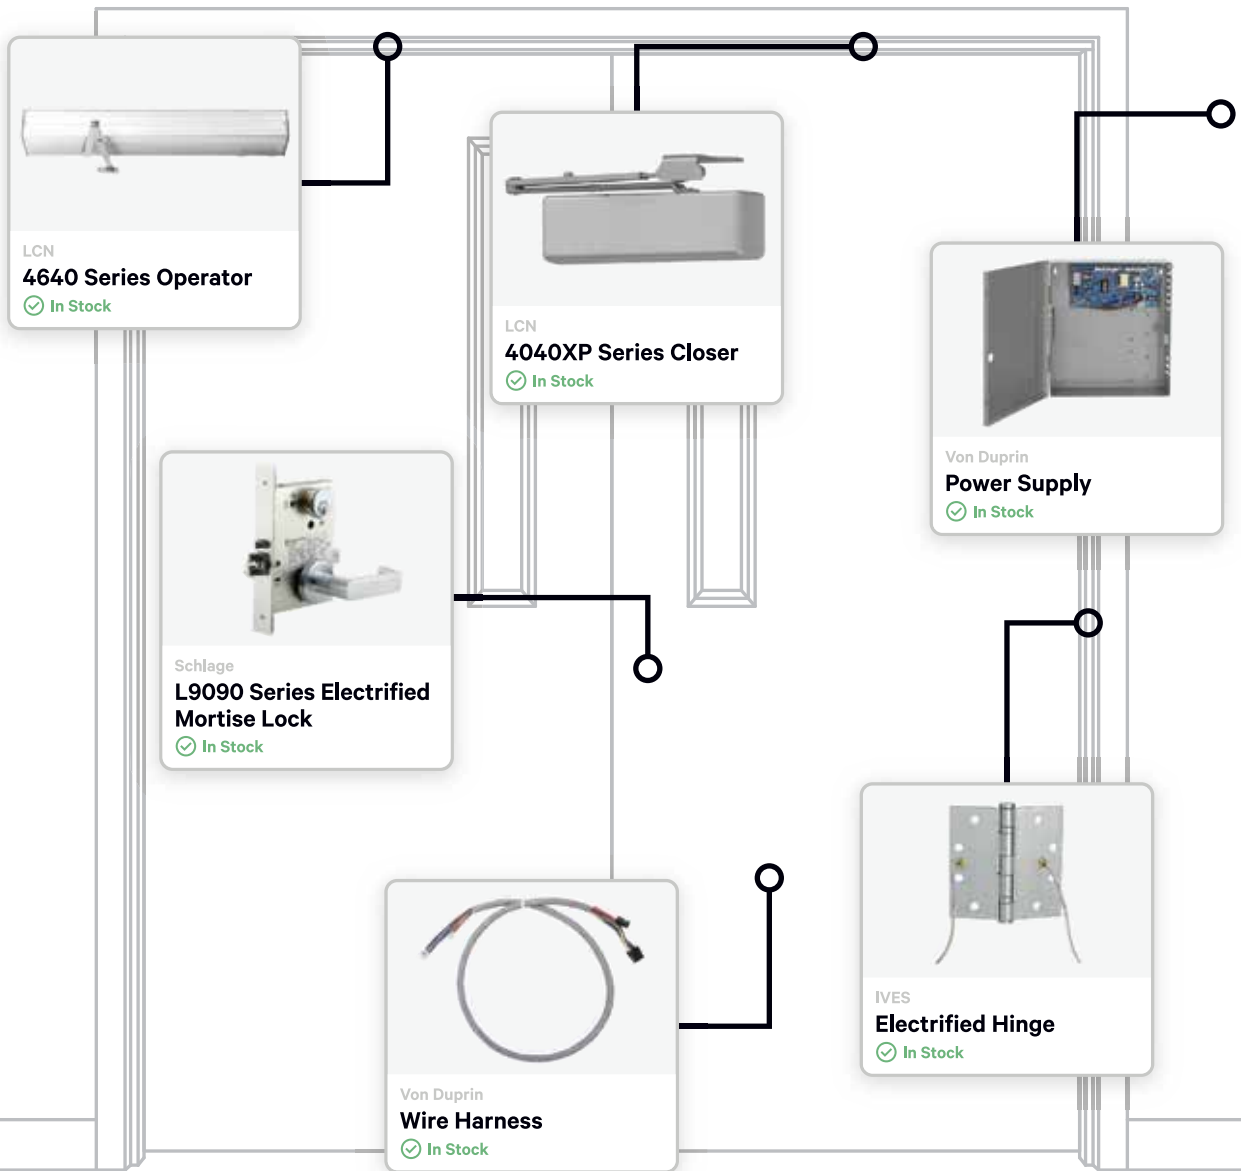 LCN
4640 Series Operator
In Stock
LCN
4040XP Series Closer
In Stock
Von Duprin
Power Supply
In Stock
Schlage
L9090 Series Electrified
Mortise Lock
In Stock
IVES
Electrified Hinge
In Stock
Von Duprin
Wire Harness
In Stock